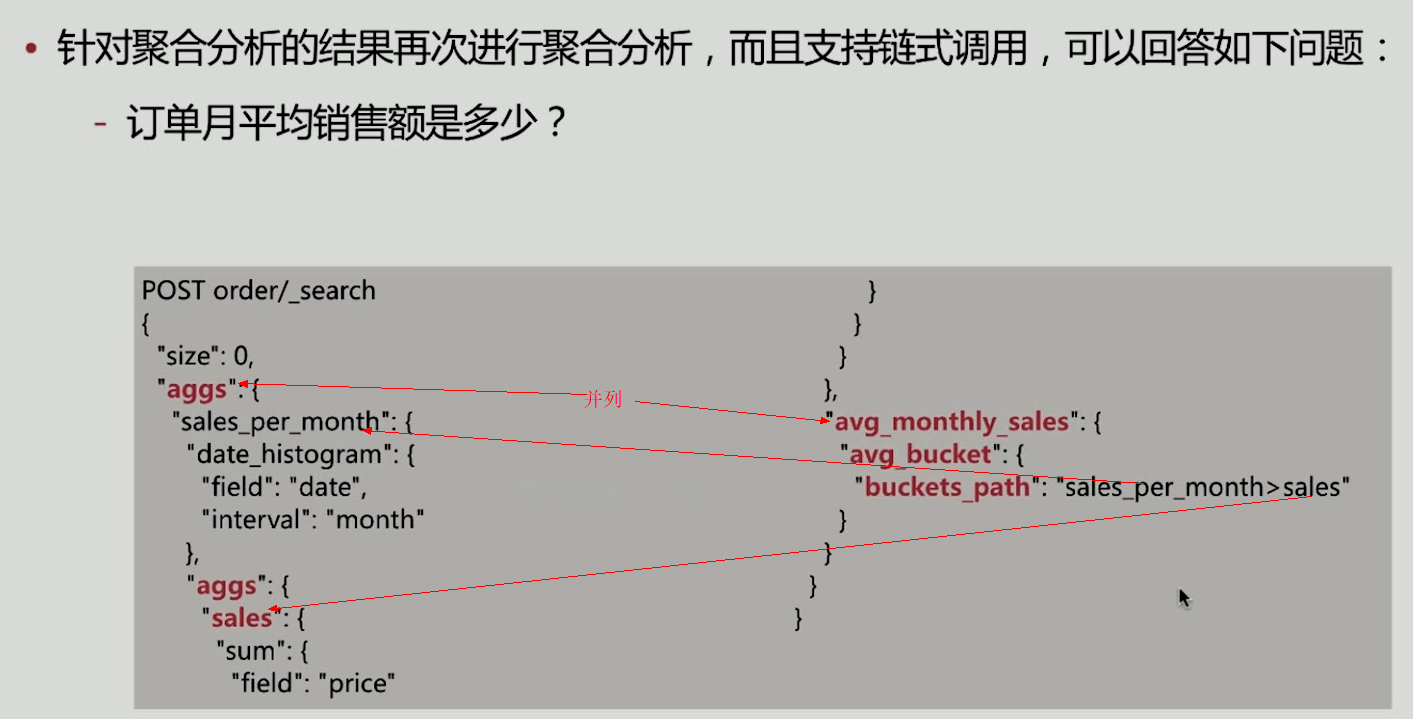 • 针对聚合分析的结果再次进行聚合分析，而且支持链式调用，可以回答如下问题：
- 订单月平均销售额是多少？
POST order/_search
{
"size": 0,
"aggs": {
"sales_per_month": {
"date_histogram": {
"field": "date",
"interval": "month"
},
"aggs": {
"sales": {
"sum": {
"field": "price"
}
}
}
},
"avg_monthly_sales": {
"avg_bucket": {
"buckets_path": "sales_per_month>sales"
}
}
}
}
并列